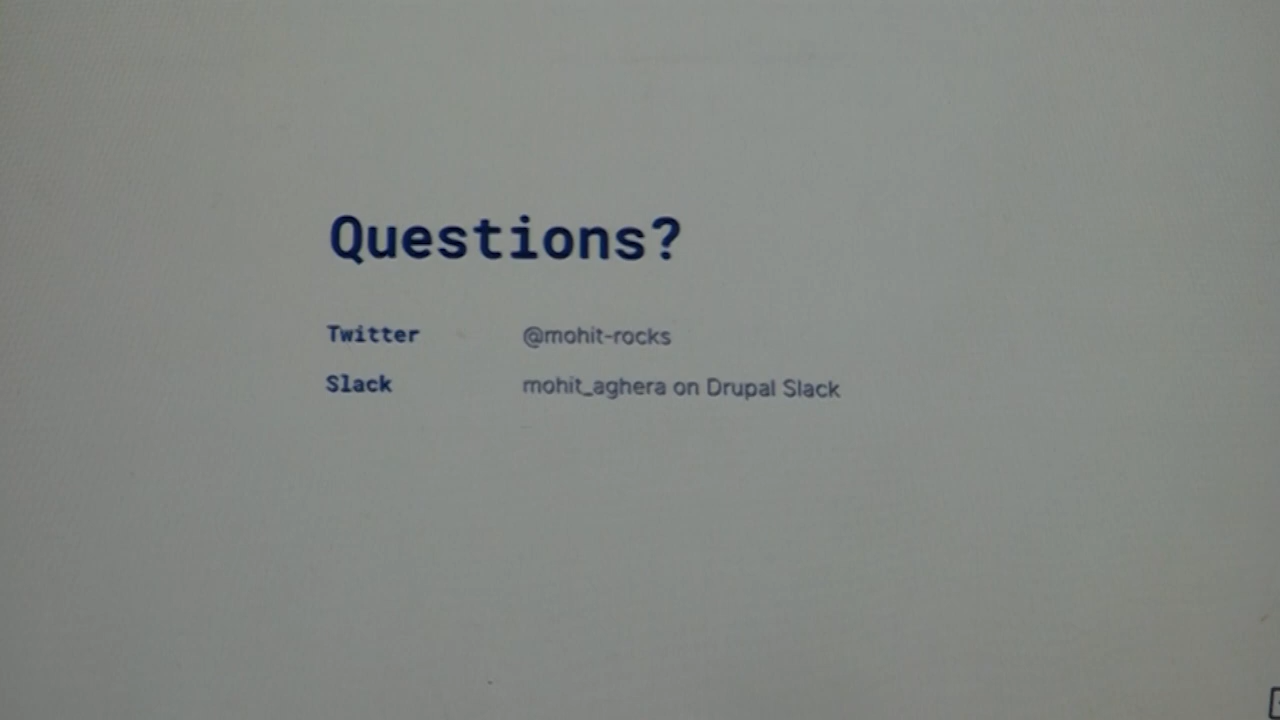 Questions?
Twitter @mohit-rocks
Slack mohit_aghera on Drupal Slack